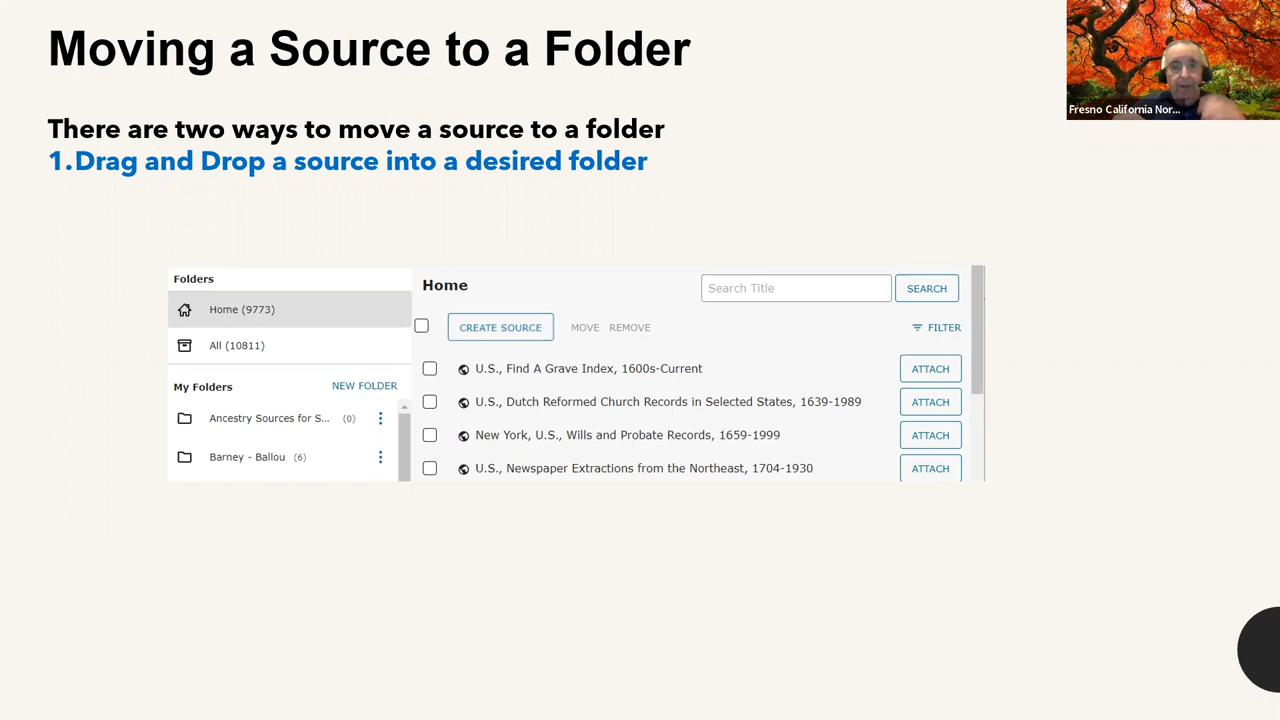 Moving a Source to a Folder
Fresno California Nor...
There are two ways to move a source to a folder
1.Drag and Drop a source into a desired folder
Folders
Home (9773)
All (10811)
My Folders NEW FOLDER
Ancestry Sources for S... (0)
Barney - Ballou (6)
Home Search Title SEARCH
CREATE SOURCE MOVE REMOVE FILTER
U.S., Find A Grave Index, 1600s-Current ATTACH
U.S., Dutch Reformed Church Records in Selected States, 1639-1989 ATTACH
New York, U.S., Wills and Probate Records, 1659-1999 ATTACH
U.S., Newspaper Extractions from the Northeast, 1704-1930 ATTACH